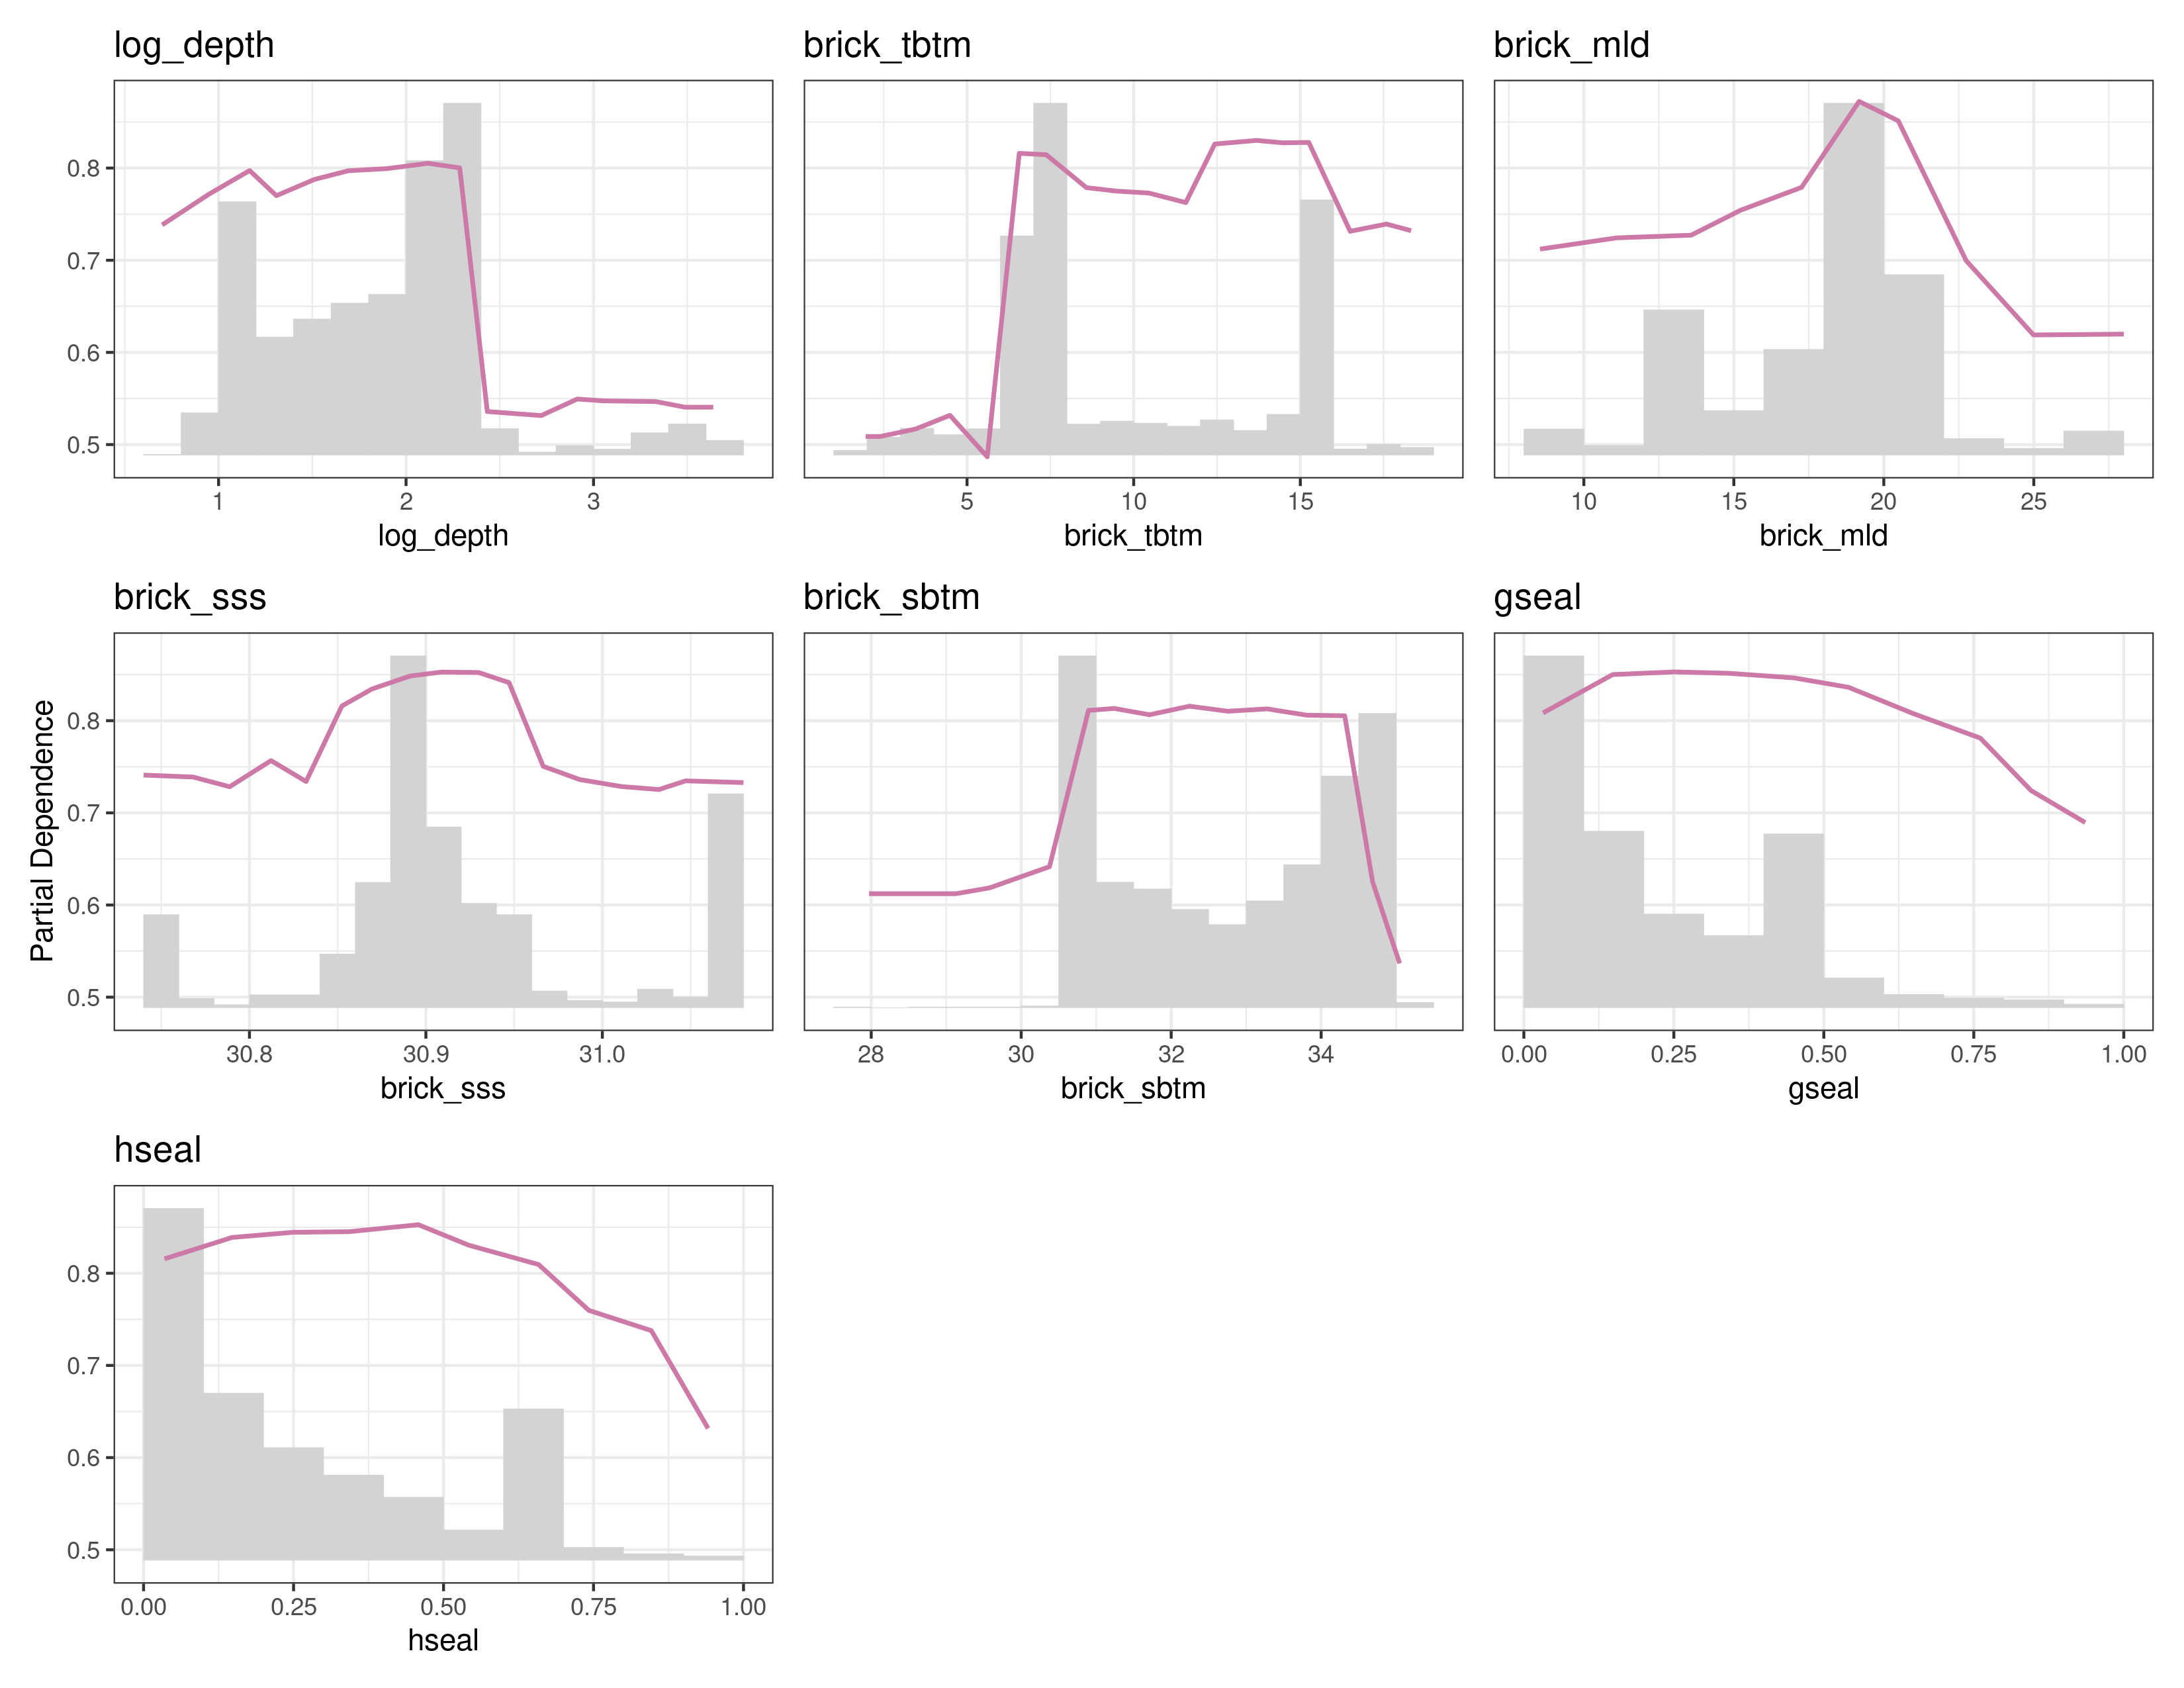 log_depth
brick_tbtm
brick_mld
0.8
0.7
0.6
0.5
1 2 3
5 10 15
10 15 20 25
log_depth
brick_tbtm
brick_mld
brick_sss
brick_sbtm
gseal
Partial Dependence
0.8
0.7
0.6
0.5
30.8 30.9 31.0
28 30 32 34
0.00 0.25 0.50 0.75 1.00
brick_sss
brick_sbtm
gseal
hseal
0.8
0.7
0.6
0.5
0.00 0.25 0.50 0.75 1.00
hseal